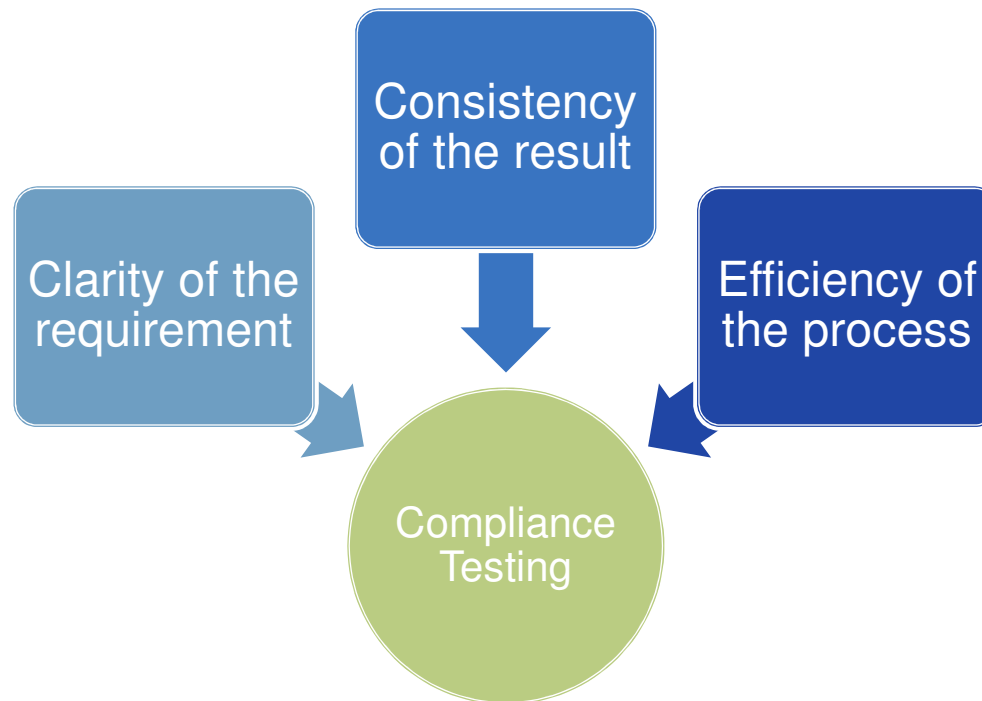 Consistency
of the result
Clarity of the
requirement
Efficiency of
the process
Compliance
Testing